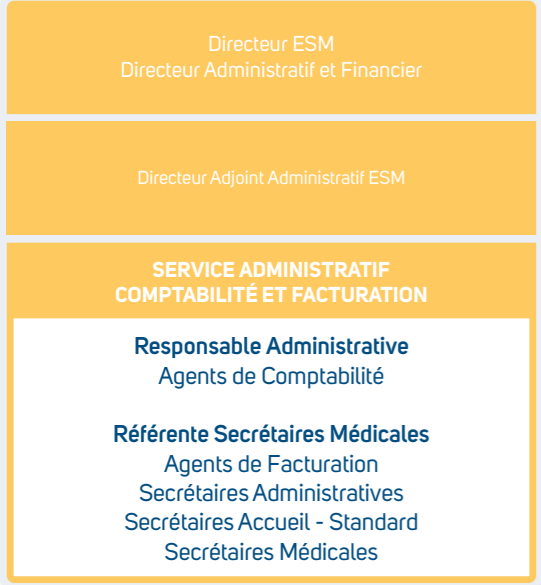 Directeur ESM
Directeur Administratif et Financier
Directeur Adjoint Administratif ESM
SERVICE ADMINISTRATIF
COMPTABILITÉ ET FACTURATION
Responsable Administrative
Agents de Comptabilité
Référente Secrétaires Médicales
Agents de Facturation
Secrétaires Administratives
Secrétaires Accueil - Standard
Secrétaires Médicales